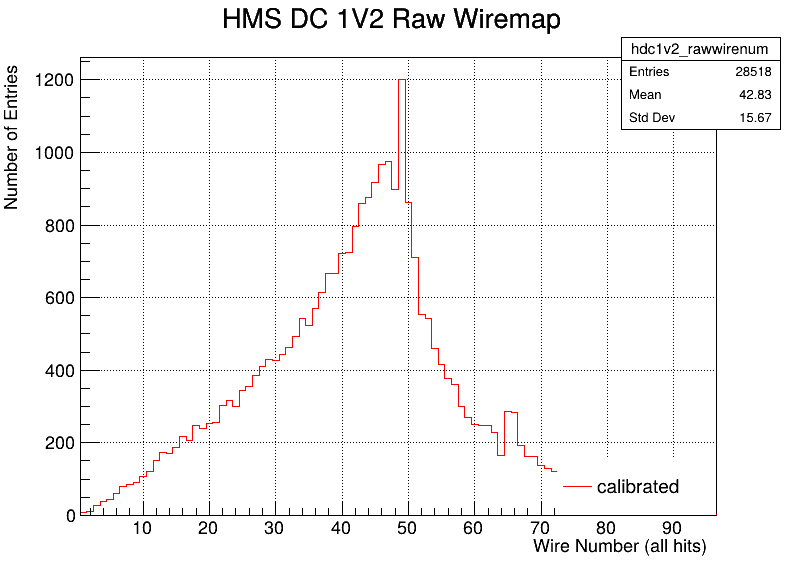 HMS DC 1V2 Raw Wiremap
hdc1v2_rawwirenum
Entries 28518
Mean 42.83
Std Dev 15.67
Number of Entries
1200
1000
800
600
400
200
0
10 20 30 40 50 60 70 80 90
Wire Number (all hits)
calibrated